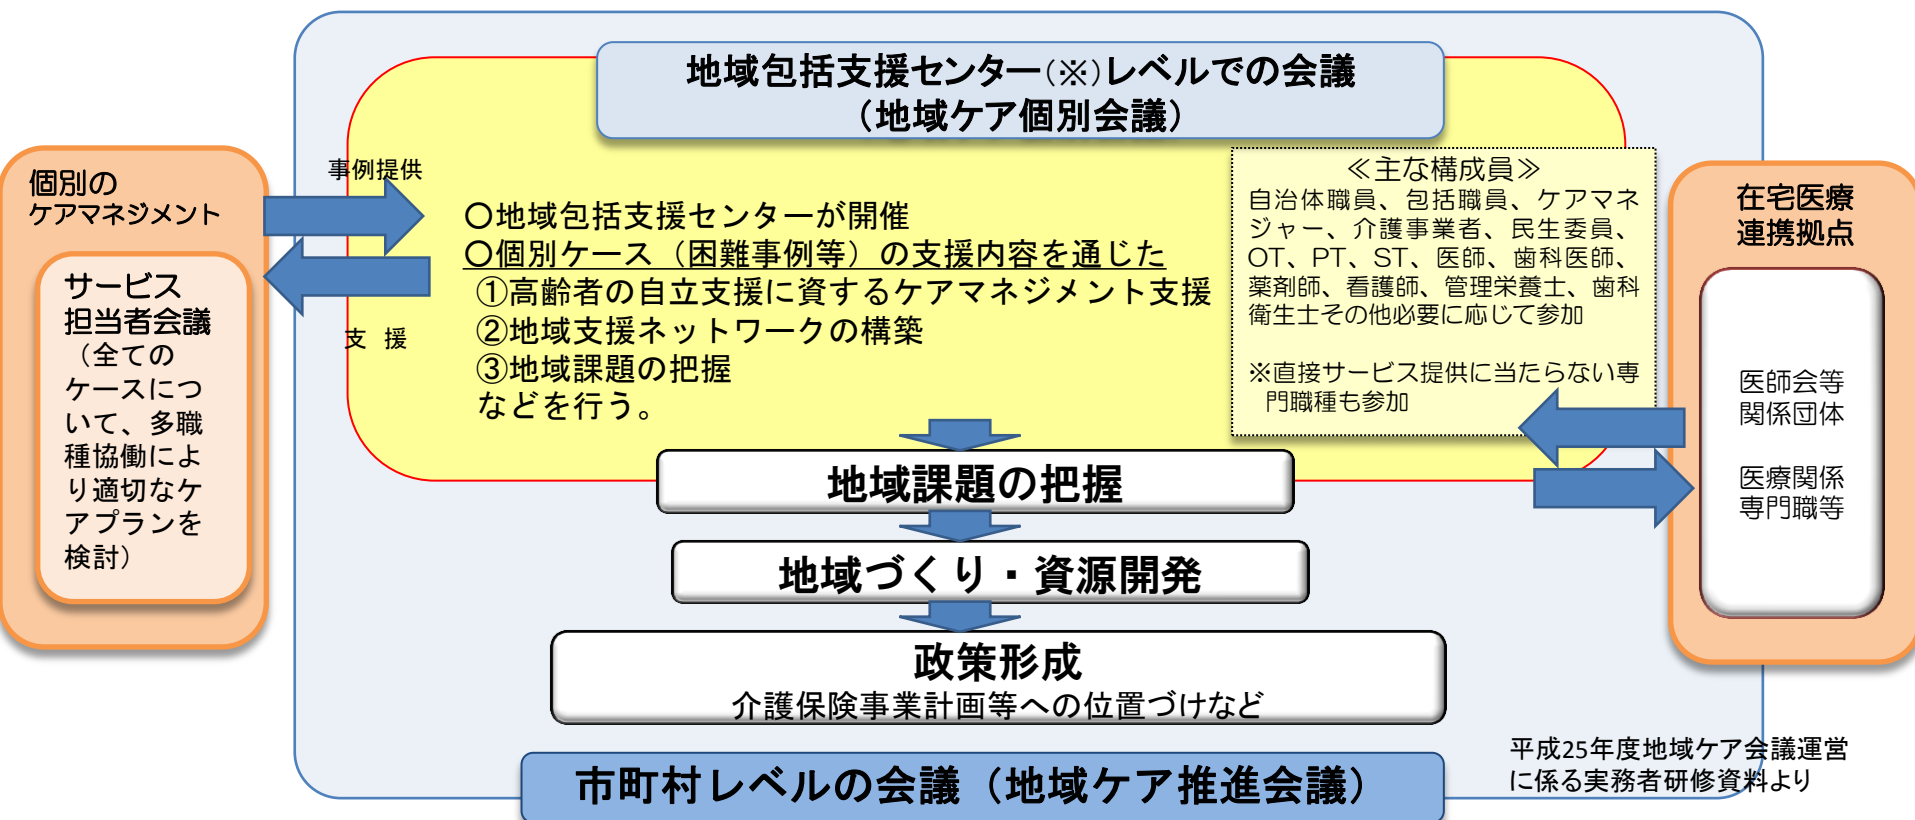 地域包括支援センター(※)レベルでの会議
（地域ケア個別会議）
個別の
ケアマネジメント
サービス
担当者会議
（全ての
ケースにつ
いて、多職
種協働によ
り適切なケ
アプランを
検討）
事例提供
支 援
〇地域包括支援センターが開催
〇個別ケース（困難事例等）の支援内容を通じた
①高齢者の自立支援に資するケアマネジメント支援
②地域支援ネットワークの構築
③地域課題の把握
などを行う。
≪主な構成員≫
自治体職員、包括職員、ケアマネ
ジャー、介護事業者、民生委員、
OT、PT、ST、医師、歯科医師、
薬剤師、看護師、管理栄養士、歯科
衛生士その他必要に応じて参加
※直接サービス提供に当たらない専
門職種も参加
在宅医療
連携拠点
医師会等
関係団体
医療関係
専門職等
地域課題の把握
地域づくり・資源開発
政策形成
介護保険事業計画等への位置づけなど
市町村レベルの会議（地域ケア推進会議）
平成25年度地域ケア会議運営
に係る実務者研修資料より